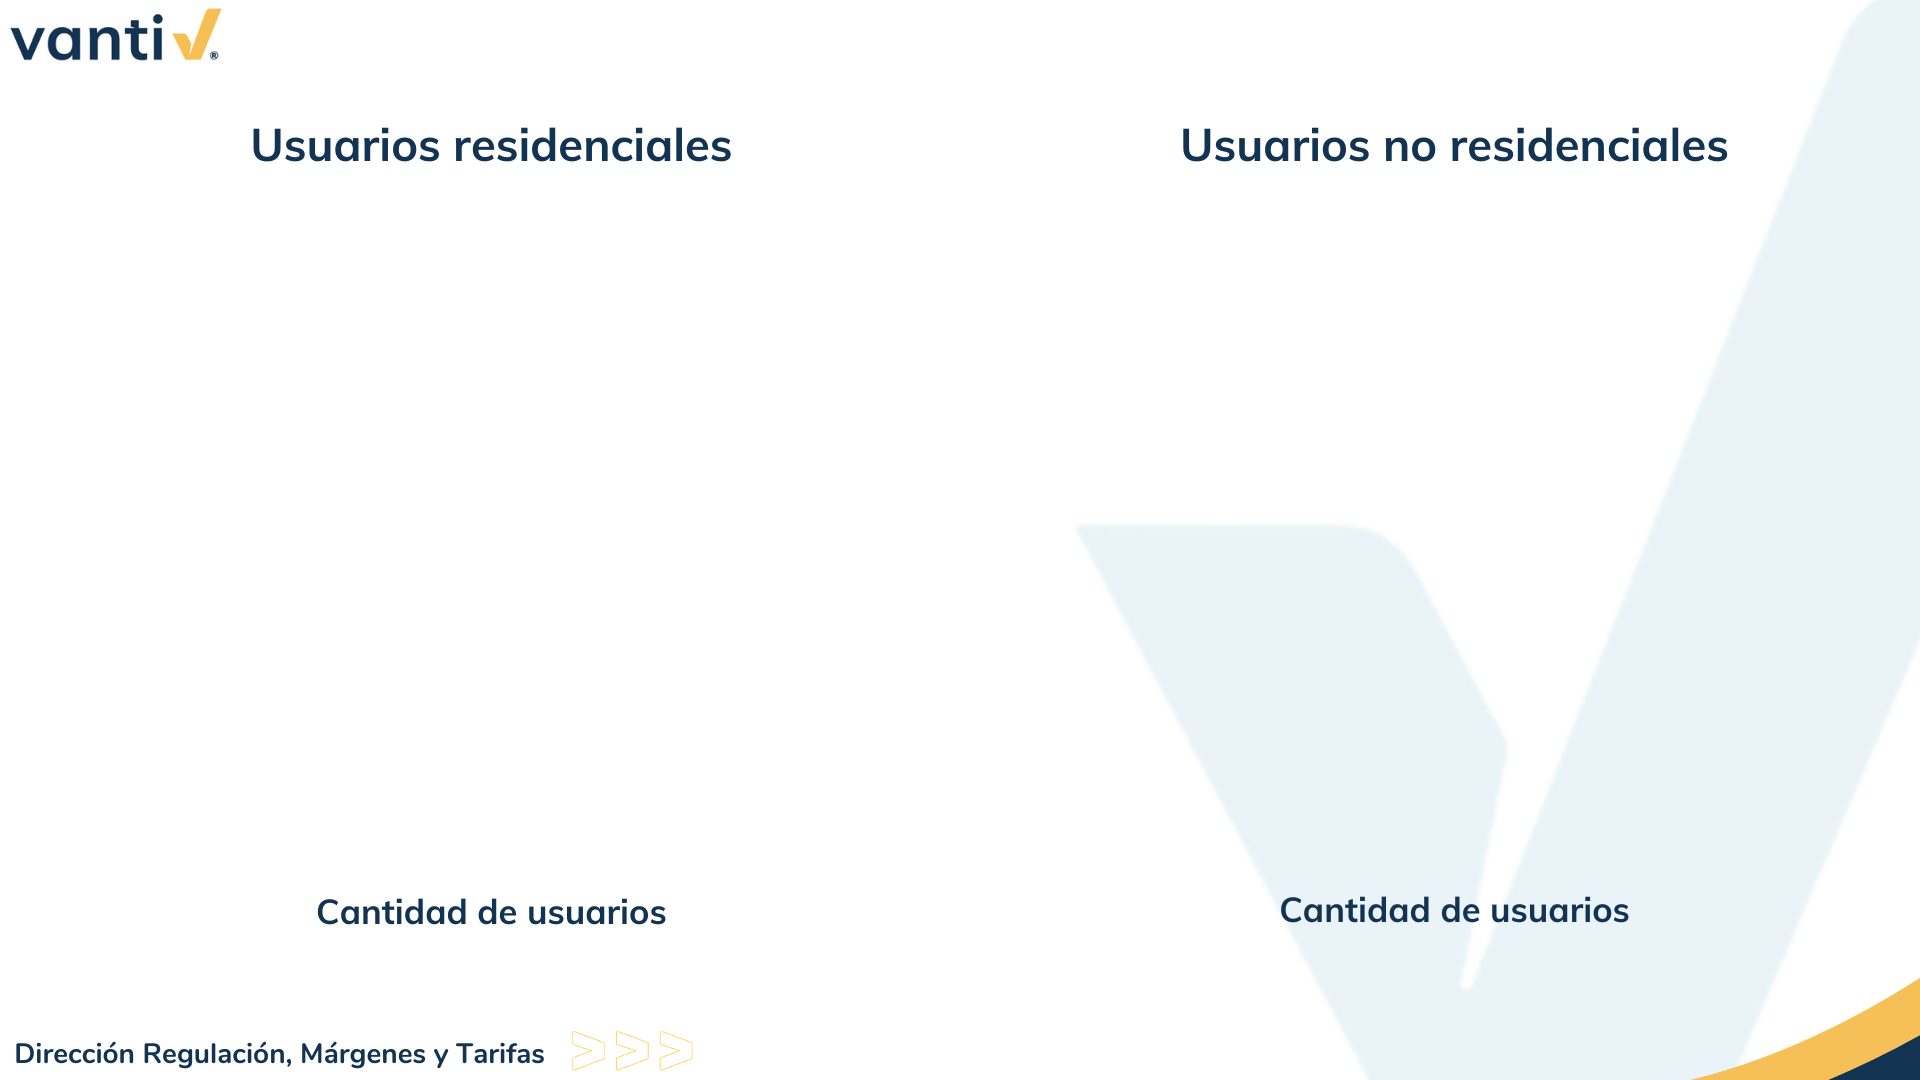 vanti
Usuarios residenciales
Usuarios no residenciales
Cantidad de usuarios
Cantidad de usuarios
Dirección Regulación, Márgenes y Tarifas